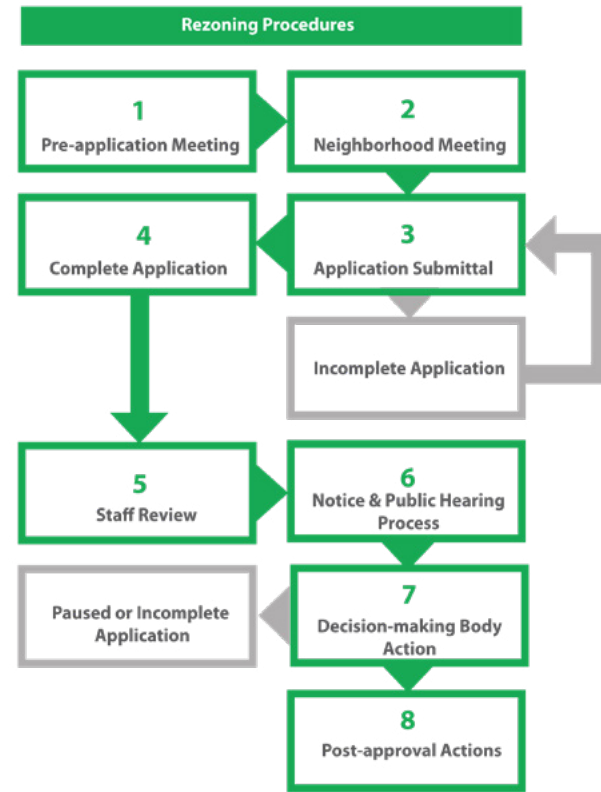 Rezoning Procedures
1
Pre-application Meeting
2
Neighborhood Meeting
3
Application Submittal
4
Complete Application
Incomplete Application
5
Staff Review
6
Notice & Public Hearing
Process
7
Decision-making Body
Action
Paused or Incomplete
Application
8
Post-approval Actions